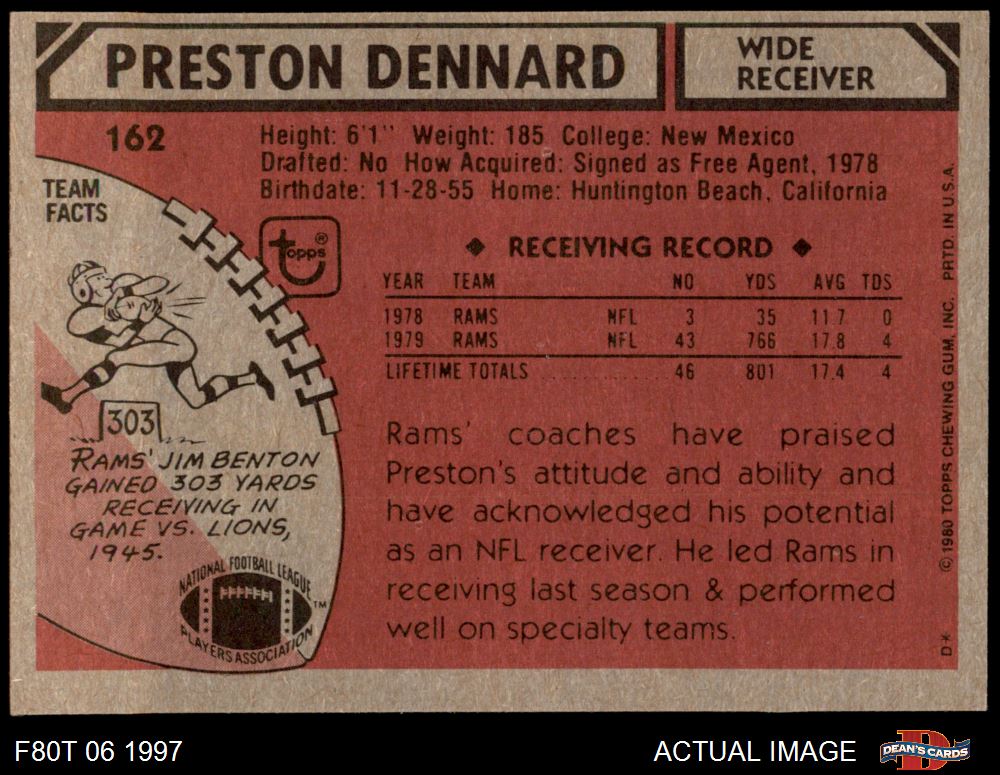 PRESTON DENNARD
WIDE
RECEIVER
162
Height: 6'1" Weight: 185 College: New Mexico
Drafted: No How Acquired: Signed as Free Agent, 1978
Birthdate: 11-28-55 Home: Huntington Beach, California
TEAM
FACTS
topps®
◆ RECEIVING RECORD ◆
YEAR TEAM NO YDS AVG TDS
1978 RAMS NFL 3 35 11.7 0
1979 RAMS NFL 43 766 17.8 4
LIFETIME TOTALS .................. 46 801 17.4 4
303
RAMS' JIM BENTON
GAINED 303 YARDS
RECEIVING IN
GAME VS. LIONS,
1945.
Rams' coaches have praised
Preston's attitude and ability and
have acknowledged his potential
as an NFL receiver. He led Rams in
receiving last season & performed
well on specialty teams.
NATIONAL FOOTBALL LEAGUE
PLAYERS ASSOCIATION
TM
© 1980 TOPPS CHEWING GUM, INC. PRTD. IN U.S.A.
D*
F80T 06 1997
ACTUAL IMAGE
D
DEAN'S CARDS